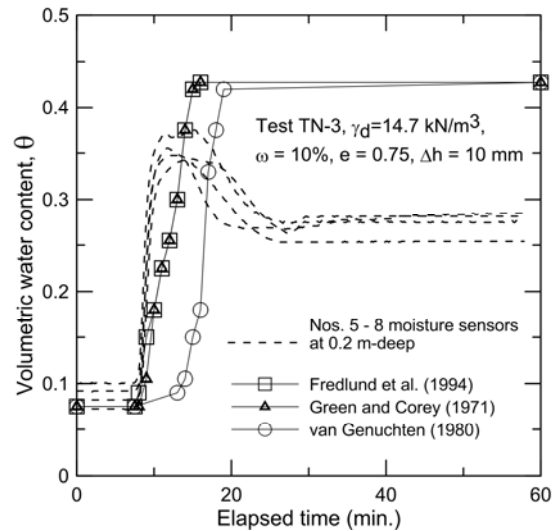 0.5
0.4
0.3
0.2
0.1
0
Volumetric water content, θ
Test TN-3, γd=14.7 kN/m³,
ω = 10%, e = 0.75, Δh = 10 mm
Nos. 5 - 8 moisture sensors
at 0.2 m-deep
Fredlund et al. (1994)
Green and Corey (1971)
van Genuchten (1980)
0 20 40 60
Elapsed time (min.)